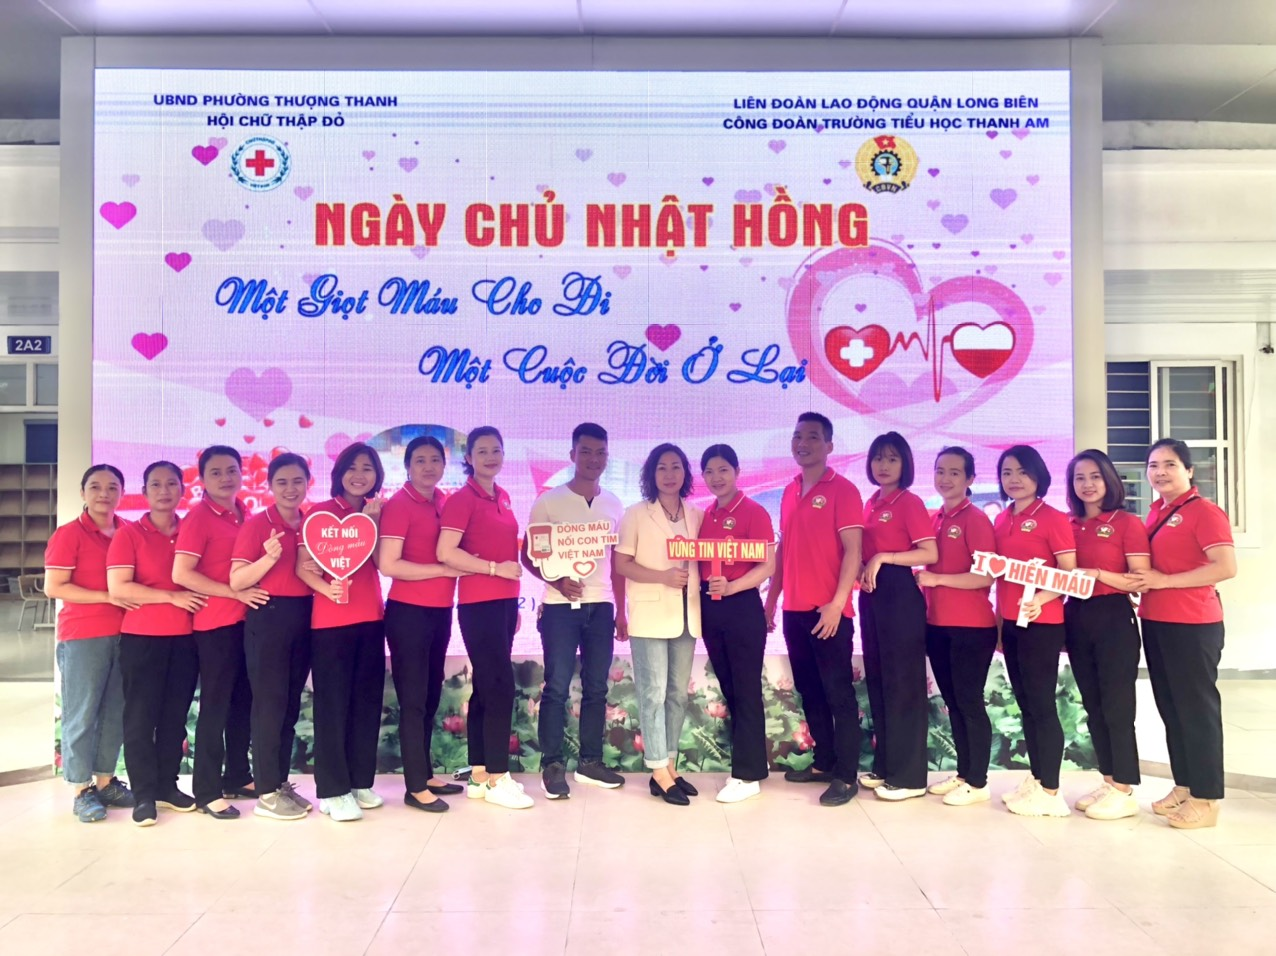 UBND PHƯỜNG THƯỢNG THANH
HỘI CHỮ THẬP ĐỎ
LIÊN ĐOÀN LAO DỘNG QUẬN LONG BIÊN
CÔNG ĐOÀN TRƯỜNG TIỂU HỌC THANH AM
NGÀY CHỦ NHẬT HỒNG
Một Giọt Máu Cho Đi
Một Cuộc Đời Ở Lại
2A2
KẾT NỐI
Dòng máu
VIỆT
DÒNG MÁU
NỐI CON TIM
VIỆT NAM
VỮNG TIN VIỆT NAM
I HIẾN MÁU